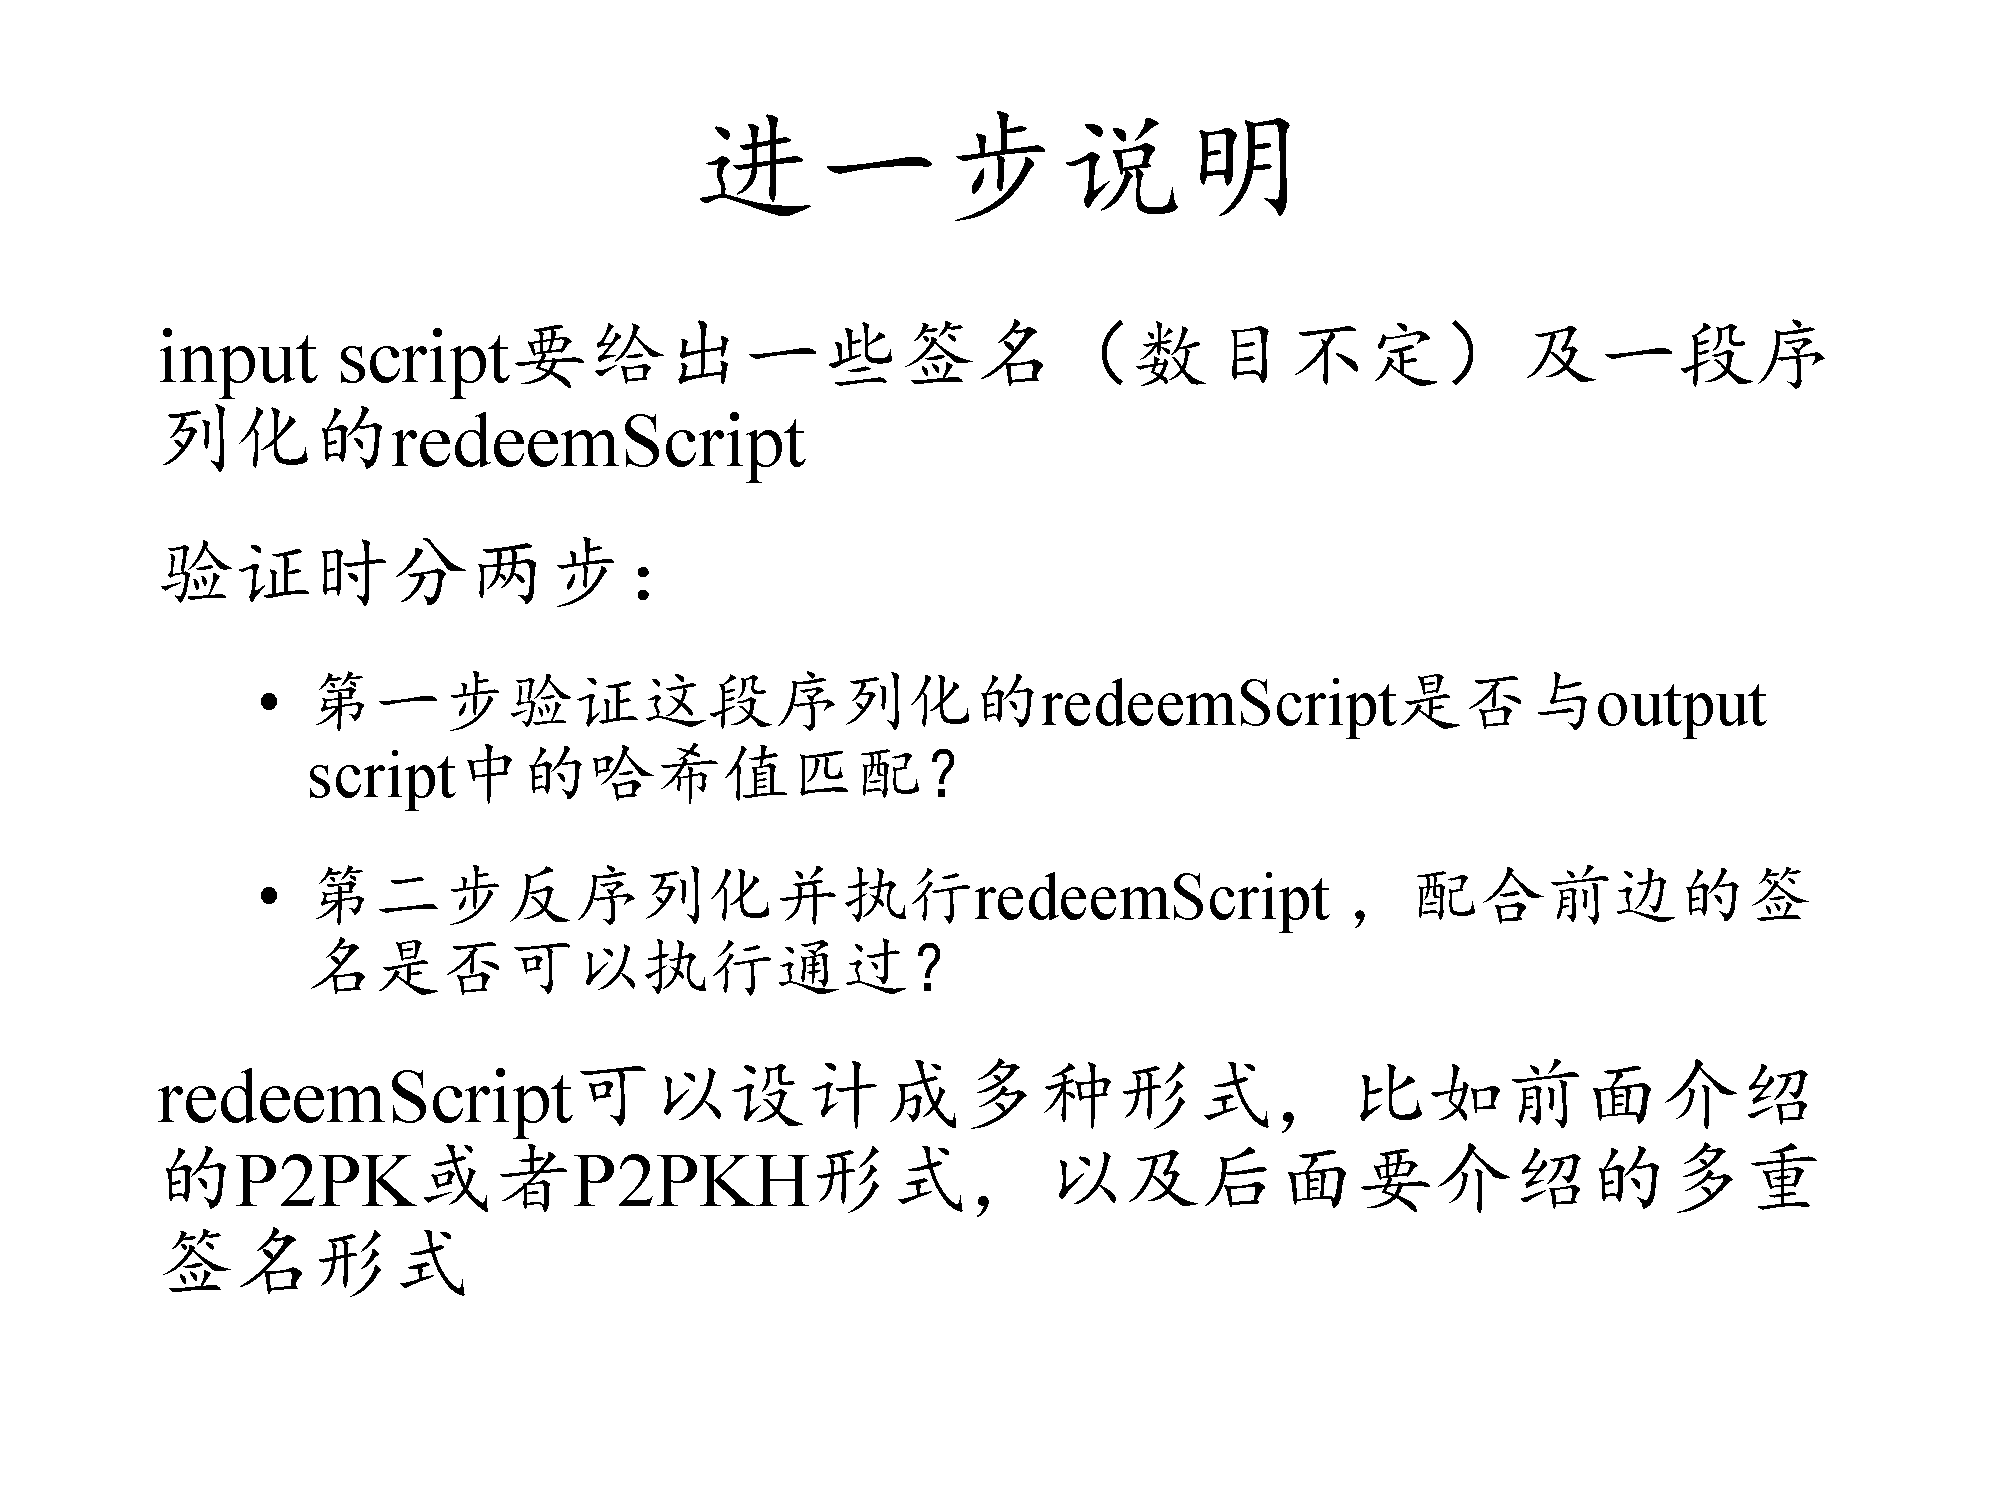 进一步说明
input script要给出一些签名（数目不定）及一段序
列化的redeemScript
验证时分两步：
• 第一步验证这段序列化的redeemScript是否与output
script中的哈希值匹配？
• 第二步反序列化并执行redeemScript，配合前边的签
名是否可以执行通过？
redeemScript可以设计成多种形式，比如前面介绍
的P2PK或者P2PKH形式，以及后面要介绍的多重
签名形式